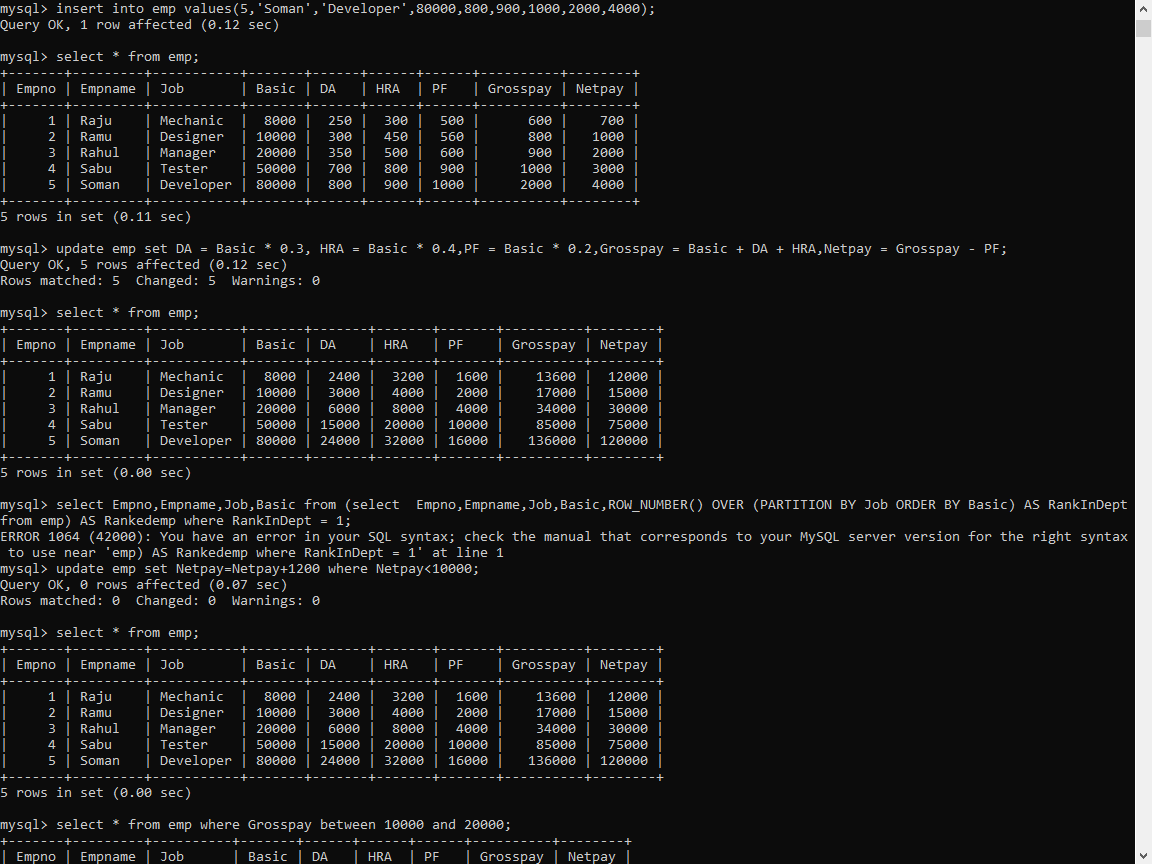 mysql> insert into emp values(5,'Soman','Developer',80000,800,900,1000,2000,4000);
Query OK, 1 row affected (0.12 sec)
mysql> select * from emp;
+-------+---------+-----------+-------+------+------+------+----------+--------+
| Empno | Empname | Job       | Basic | DA   | HRA  | PF   | Grosspay | Netpay |
+-------+---------+-----------+-------+------+------+------+----------+--------+
|     1 | Raju    | Mechanic  |  8000 |  250 |  300 |  500 |      600 |    700 |
|     2 | Ramu    | Designer  | 10000 |  300 |  450 |  560 |      800 |   1000 |
|     3 | Rahul   | Manager   | 20000 |  350 |  500 |  600 |      900 |   2000 |
|     4 | Sabu    | Tester    | 50000 |  700 |  800 |  900 |     1000 |   3000 |
|     5 | Soman   | Developer | 80000 |  800 |  900 | 1000 |     2000 |   4000 |
+-------+---------+-----------+-------+------+------+------+----------+--------+
5 rows in set (0.11 sec)
mysql> update emp set DA = Basic * 0.3, HRA = Basic * 0.4,PF = Basic * 0.2,Grosspay = Basic + DA + HRA,Netpay = Grosspay - PF;
Query OK, 5 rows affected (0.12 sec)
Rows matched: 5  Changed: 5  Warnings: 0
mysql> select * from emp;
+-------+---------+-----------+-------+-------+-------+-------+----------+--------+
| Empno | Empname | Job       | Basic | DA    | HRA   | PF    | Grosspay | Netpay |
+-------+---------+-----------+-------+-------+-------+-------+----------+--------+
|     1 | Raju    | Mechanic  |  8000 |  2400 |  3200 |  1600 |    13600 |  12000 |
|     2 | Ramu    | Designer  | 10000 |  3000 |  4000 |  2000 |    17000 |  15000 |
|     3 | Rahul   | Manager   | 20000 |  6000 |  8000 |  4000 |    34000 |  30000 |
|     4 | Sabu    | Tester    | 50000 | 15000 | 20000 | 10000 |    85000 |  75000 |
|     5 | Soman   | Developer | 80000 | 24000 | 32000 | 16000 |   136000 | 120000 |
+-------+---------+-----------+-------+-------+-------+-------+----------+--------+
5 rows in set (0.00 sec)
mysql> select Empno,Empname,Job,Basic from (select  Empno,Empname,Job,Basic,ROW_NUMBER() OVER (PARTITION BY Job ORDER BY Basic) AS RankInDept
from emp) AS Rankedemp where RankInDept = 1;
ERROR 1064 (42000): You have an error in your SQL syntax; check the manual that corresponds to your MySQL server version for the right syntax
 to use near 'emp) AS Rankedemp where RankInDept = 1' at line 1
mysql> update emp set Netpay=Netpay+1200 where Netpay<10000;
Query OK, 0 rows affected (0.07 sec)
Rows matched: 0  Changed: 0  Warnings: 0
mysql> select * from emp;
+-------+---------+-----------+-------+-------+-------+-------+----------+--------+
| Empno | Empname | Job       | Basic | DA    | HRA   | PF    | Grosspay | Netpay |
+-------+---------+-----------+-------+-------+-------+-------+----------+--------+
|     1 | Raju    | Mechanic  |  8000 |  2400 |  3200 |  1600 |    13600 |  12000 |
|     2 | Ramu    | Designer  | 10000 |  3000 |  4000 |  2000 |    17000 |  15000 |
|     3 | Rahul   | Manager   | 20000 |  6000 |  8000 |  4000 |    34000 |  30000 |
|     4 | Sabu    | Tester    | 50000 | 15000 | 20000 | 10000 |    85000 |  75000 |
|     5 | Soman   | Developer | 80000 | 24000 | 32000 | 16000 |   136000 | 120000 |
+-------+---------+-----------+-------+-------+-------+-------+----------+--------+
5 rows in set (0.00 sec)
mysql> select * from emp where Grosspay between 10000 and 20000;
+-------+---------+----------+-------+------+------+------+----------+--------+
| Empno | Empname | Job      | Basic | DA   | HRA  | PF   | Grosspay | Netpay |